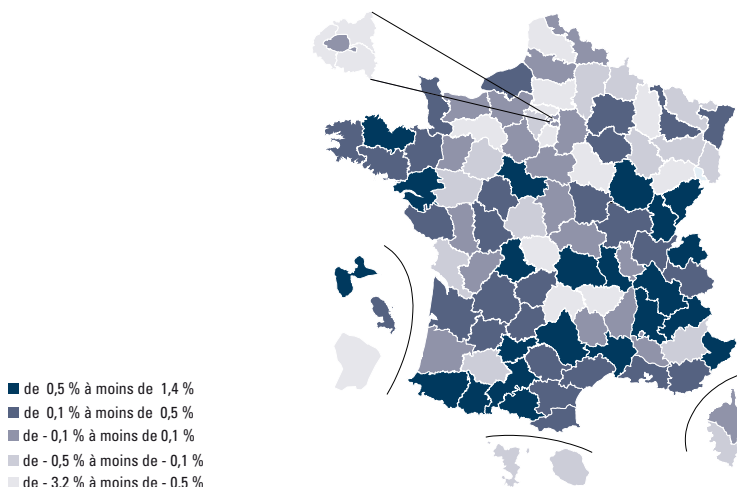 de 0,5 % à moins de 1,4 %
de 0,1 % à moins de 0,5 %
de - 0,1 % à moins de 0,1 %
de - 0,5 % à moins de - 0,1 %
de - 3,2 % à moins de - 0,5 %